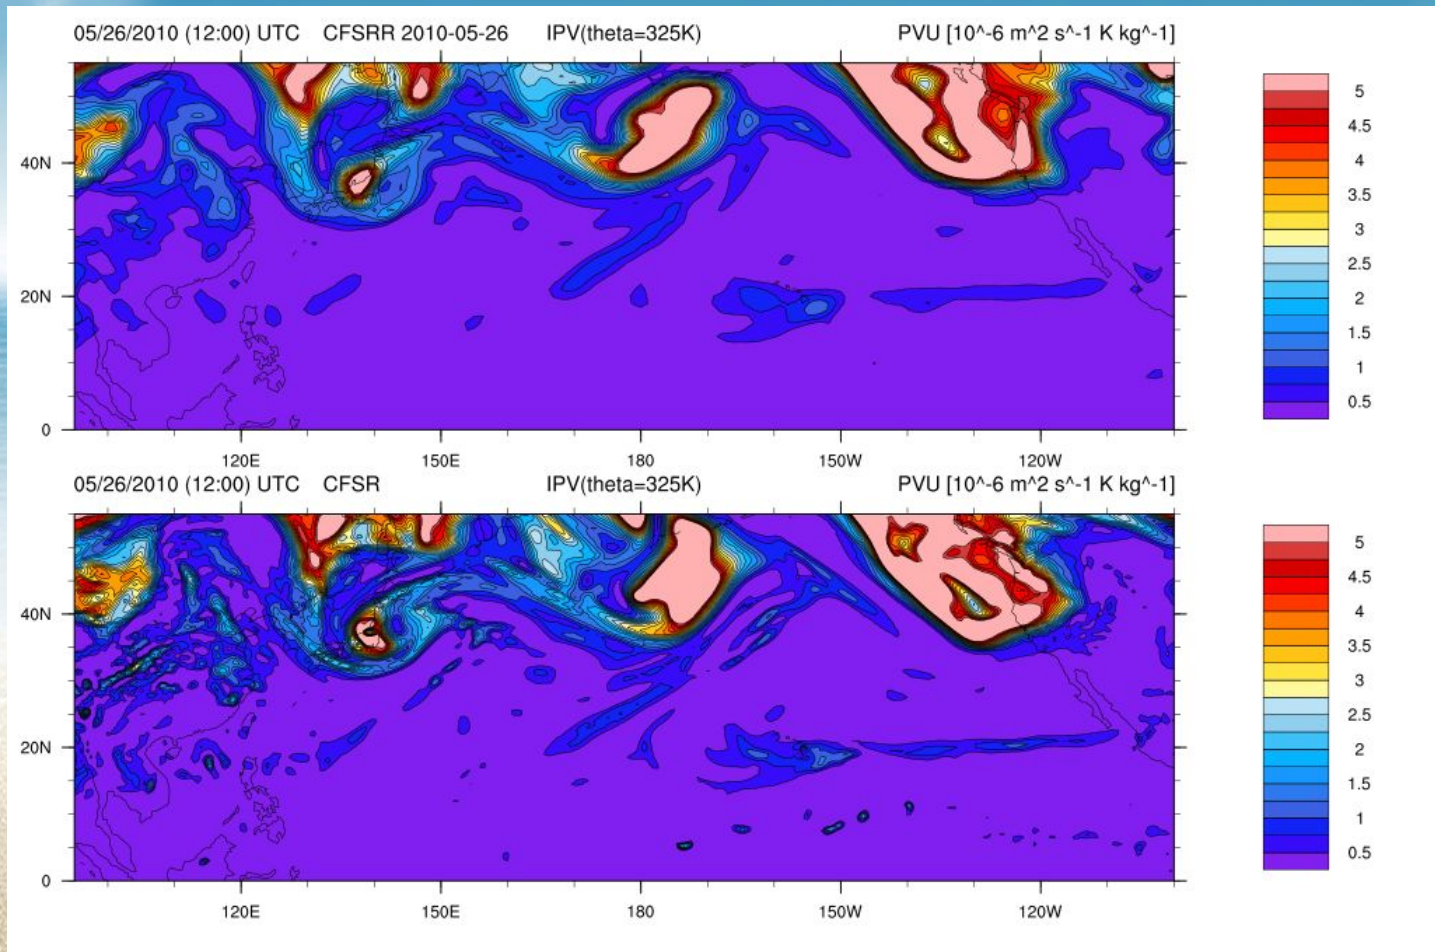 05/26/2010 (12:00) UTC CFSRR 2010-05-26 IPV(theta=325K) PVU [10^-6 m^2 s^-1 K kg^-1]
40N
20N
0
120E 150E 180 150W 120W
5
4.5
4
3.5
3
2.5
2
1.5
1
0.5
05/26/2010 (12:00) UTC CFSR IPV(theta=325K) PVU [10^-6 m^2 s^-1 K kg^-1]
40N
20N
0
120E 150E 180 150W 120W
5
4.5
4
3.5
3
2.5
2
1.5
1
0.5